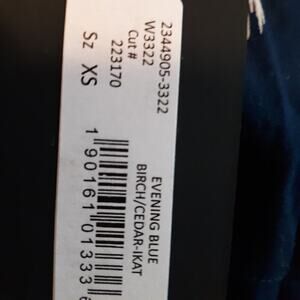 2344905-3322
W3322
Cut #
223170
Sz XS
EVENING BLUE
BIRCH/CEDAR-IKAT
1 90161 01333